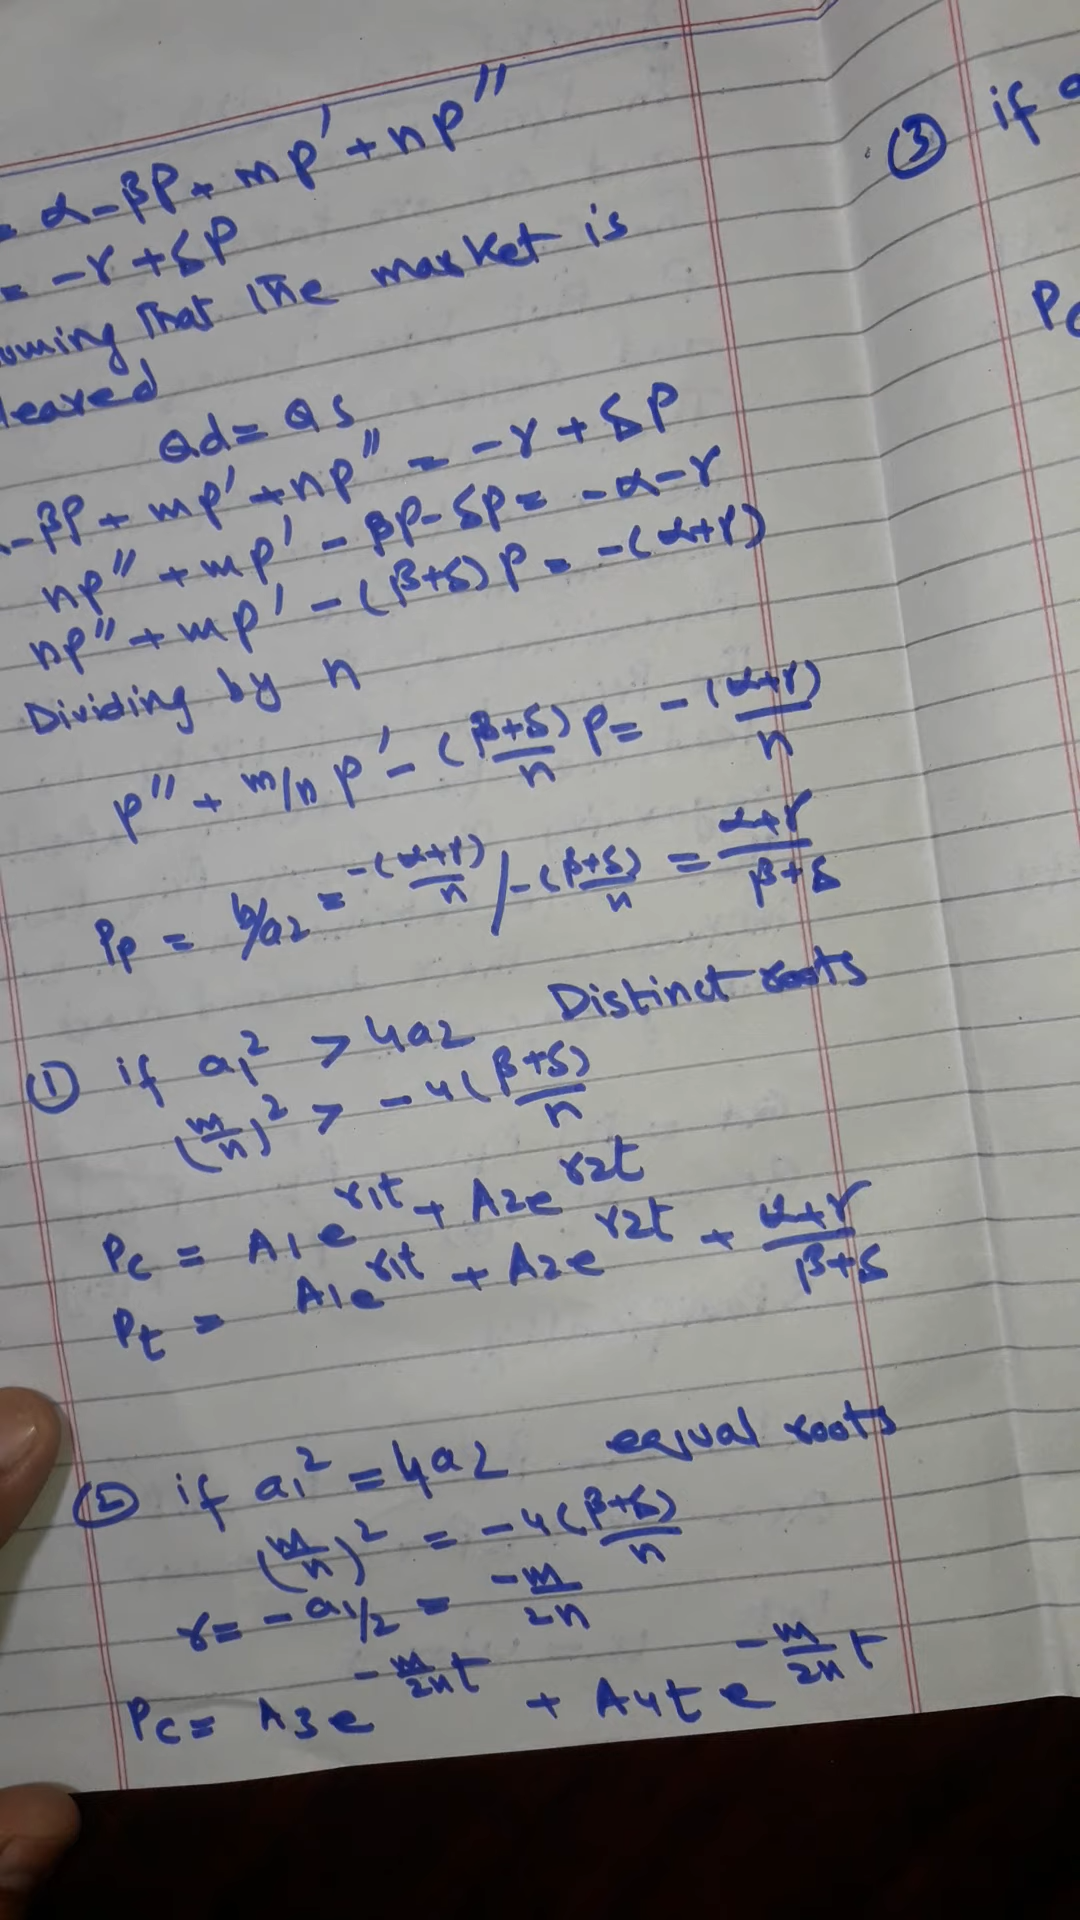 = α-βP+mP'+nP''
= -γ+δP
uming That the market is
leared
Qd= Qs
-βP+mP'+nP'' = -γ+δP
nP''+mP'-βP-δP= -α-γ
nP''+mP'-(β+δ)P= -(α+γ)
Dividing by n
P''+m/n P'-(β+δ/n)P= -(α+γ)/n
Pp = b/a2 = -(α+γ)/n / -(β+δ)/n = α+γ/β+δ
① if a1² > 4a2 Distinct roots
(m/n)² > -4(β+δ)/n
Pc = A1e^r1t + A2e^r2t
Pt = A1e^r1t + A2e^r2t + α+γ/β+δ
② if a1² = 4a2 equal roots
(m/n)² = -4(β+δ)/n
r= -a1/2 = -m/2n
Pc= A3e^-m/2n t + A4te^-m/2n t
③ if
Pc